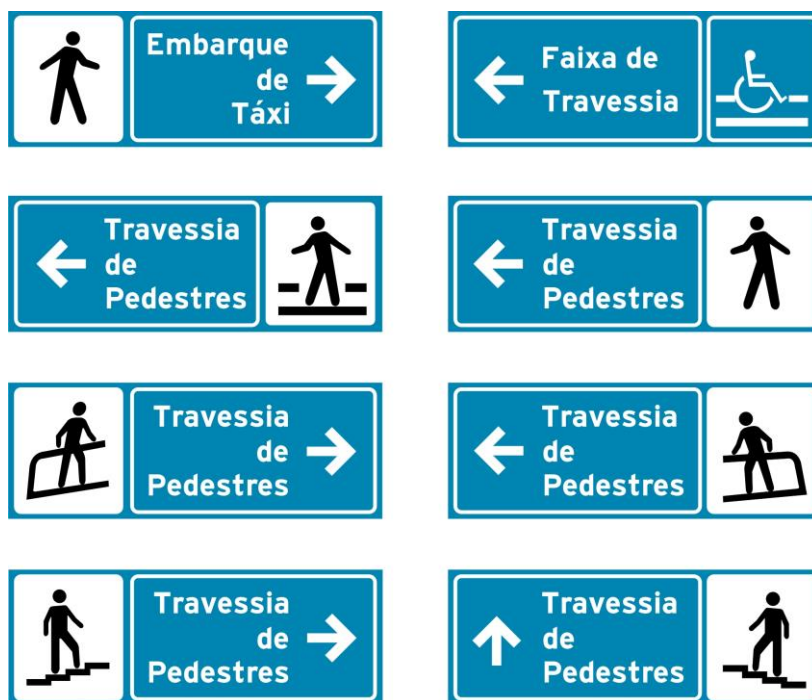 Embarque
de
Táxi
Faixa de
Travessia
Travessia
de
Pedestres
Travessia
de
Pedestres
Travessia
de
Pedestres
Travessia
de
Pedestres
Travessia
de
Pedestres
Travessia
de
Pedestres